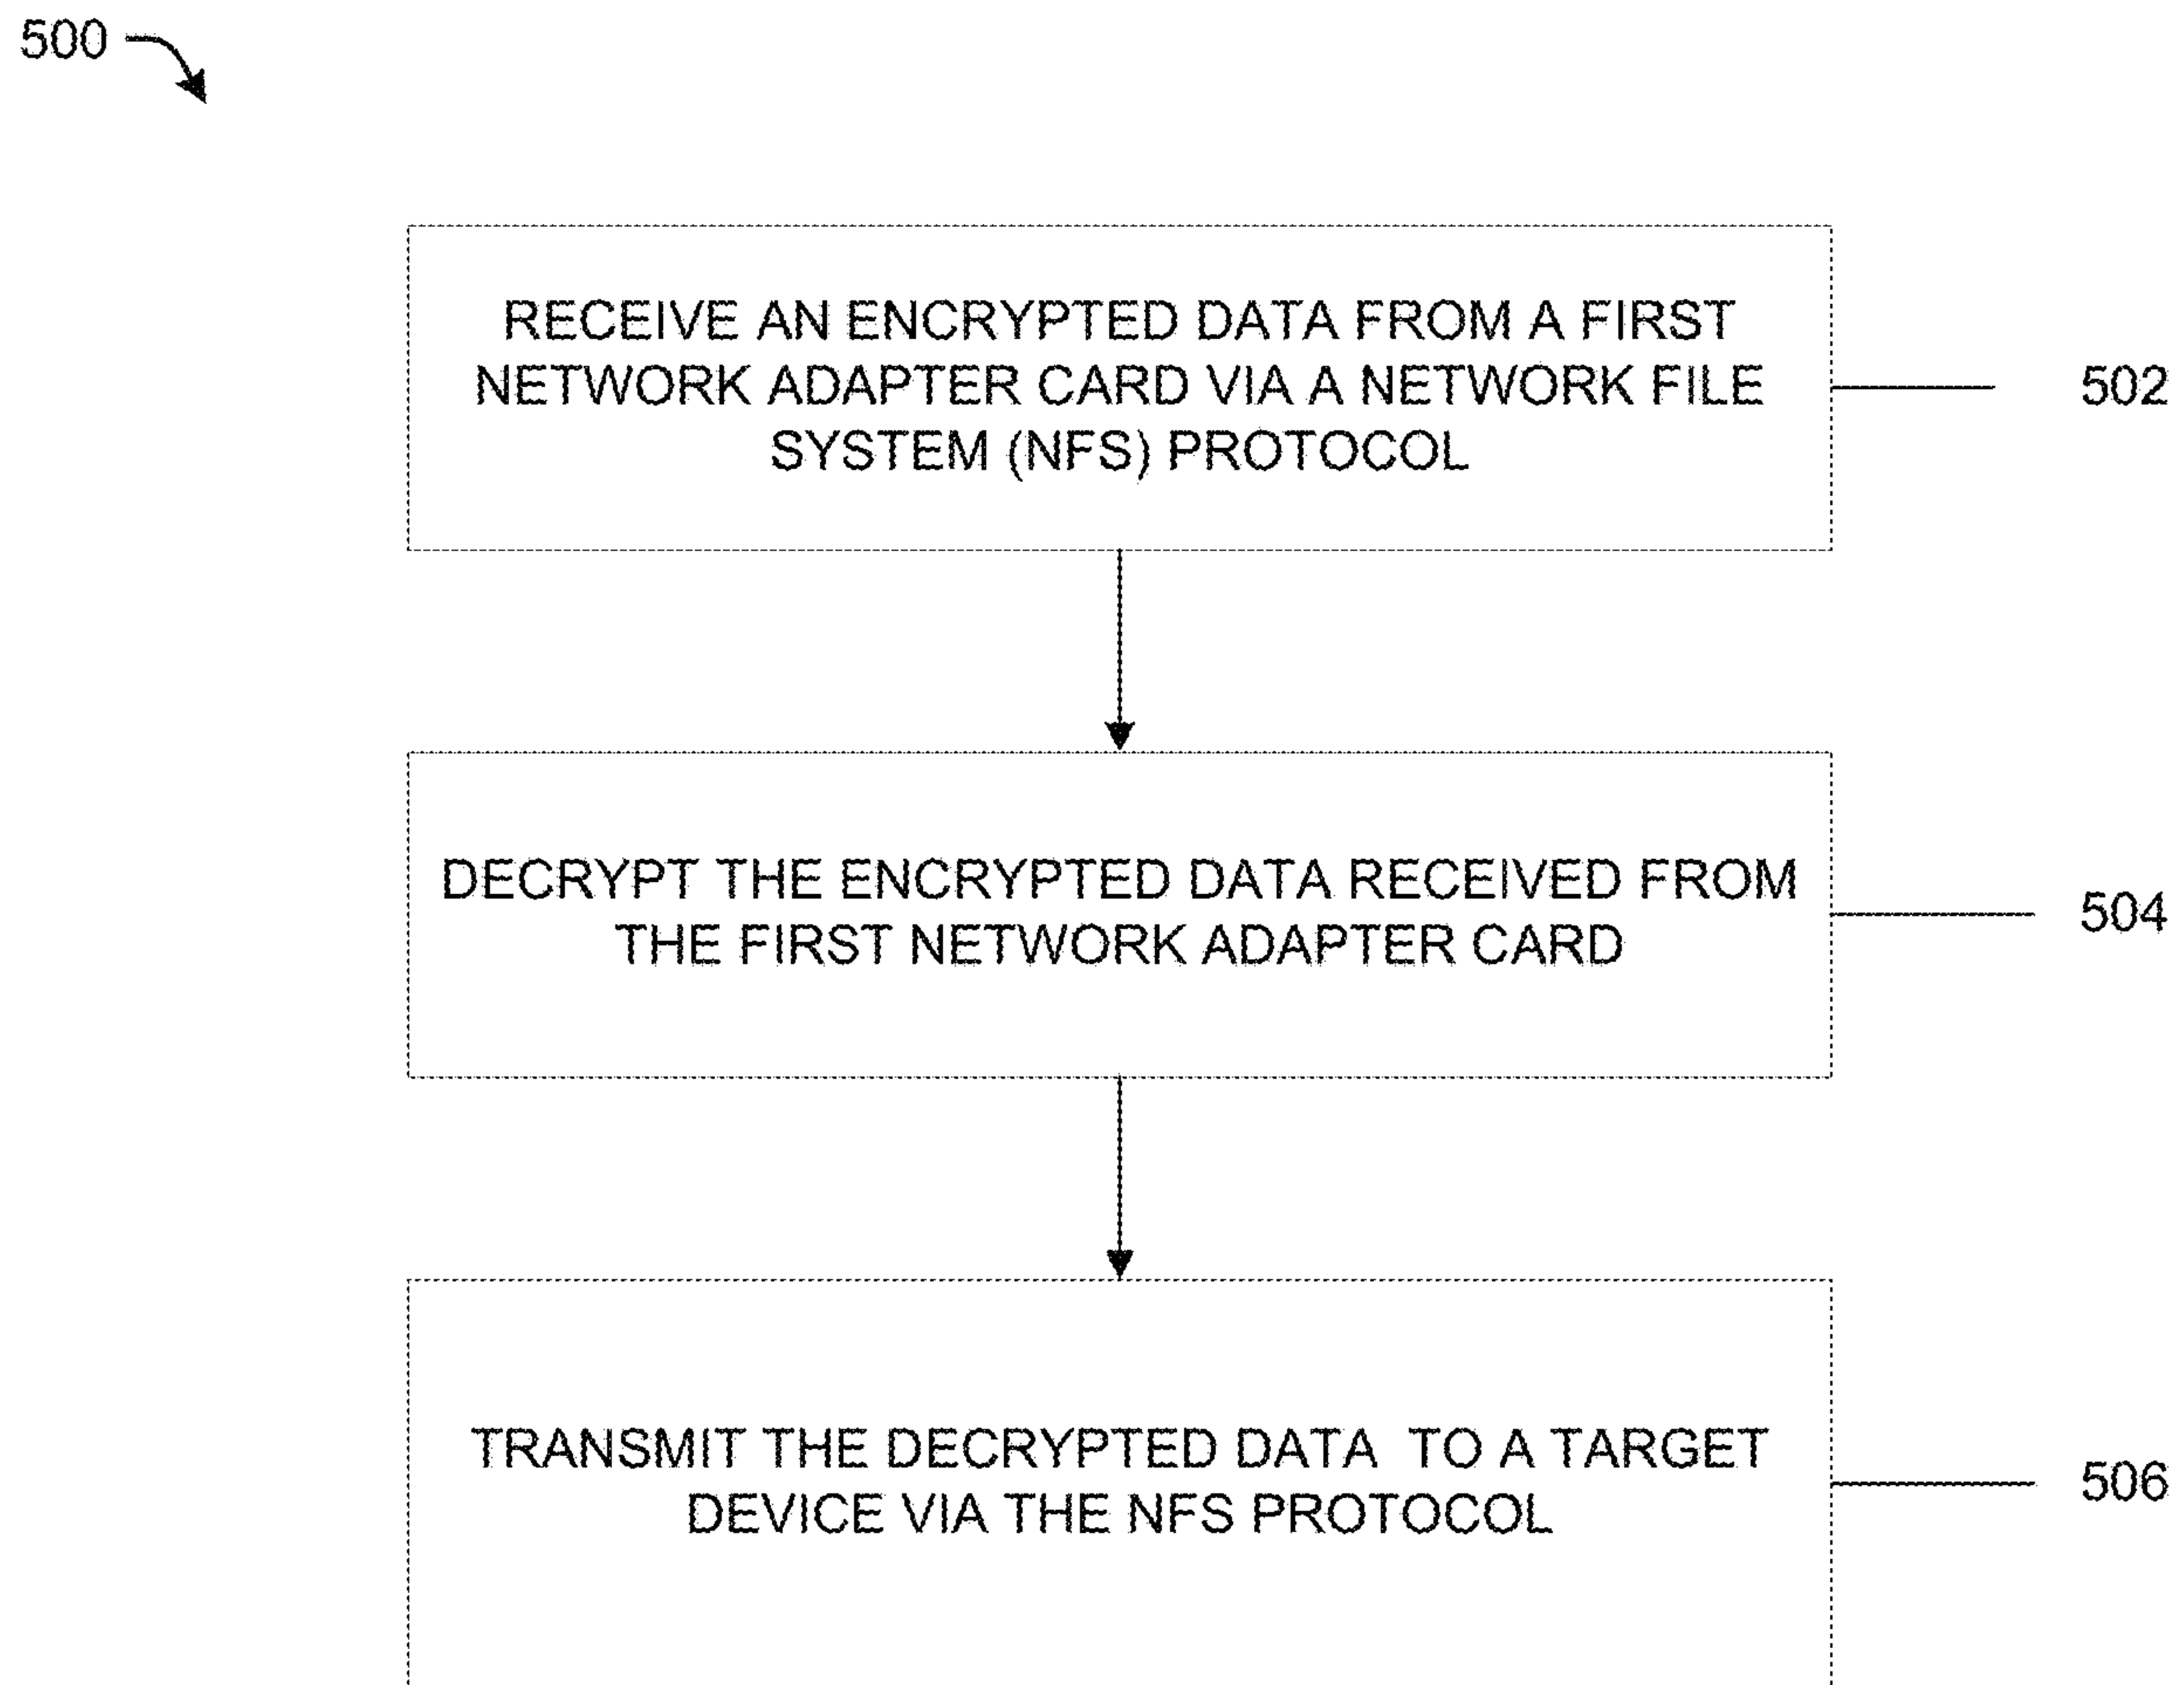 500
RECEIVE AN ENCRYPTED DATA FROM A FIRST
NETWORK ADAPTER CARD VIA A NETWORK FILE
SYSTEM (NFS) PROTOCOL
502
DECRYPT THE ENCRYPTED DATA RECEIVED FROM
THE FIRST NETWORK ADAPTER CARD
504
TRANSMIT THE DECRYPTED DATA TO A TARGET
DEVICE VIA THE NFS PROTOCOL
506